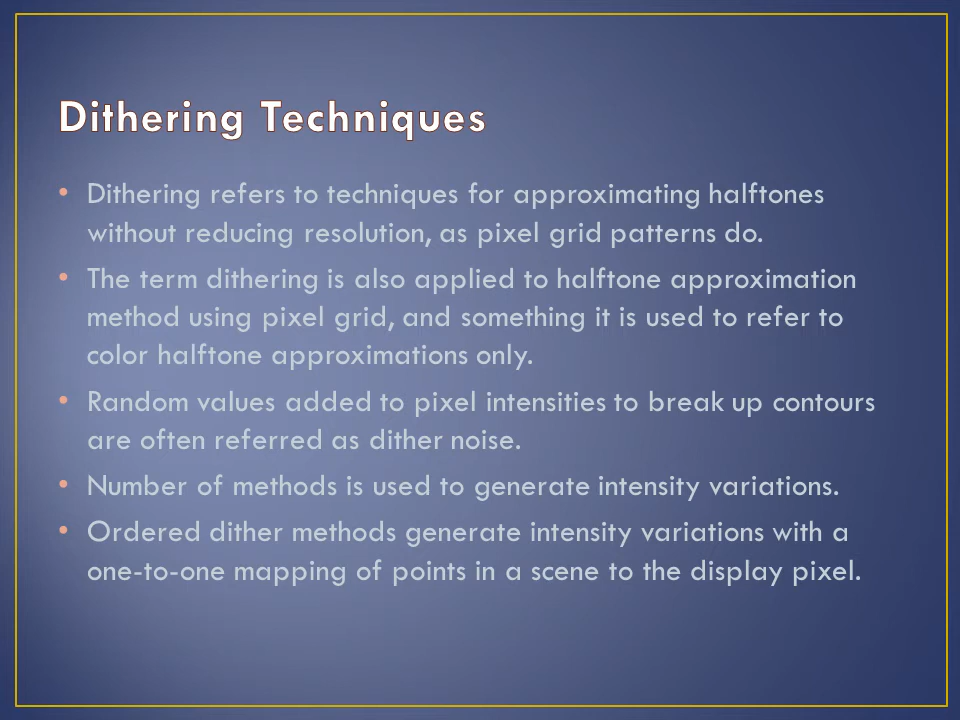 Dithering Techniques
• Dithering refers to techniques for approximating halftones
without reducing resolution, as pixel grid patterns do.
• The term dithering is also applied to halftone approximation
method using pixel grid, and something it is used to refer to
color halftone approximations only.
• Random values added to pixel intensities to break up contours
are often referred as dither noise.
• Number of methods is used to generate intensity variations.
• Ordered dither methods generate intensity variations with a
one-to-one mapping of points in a scene to the display pixel.